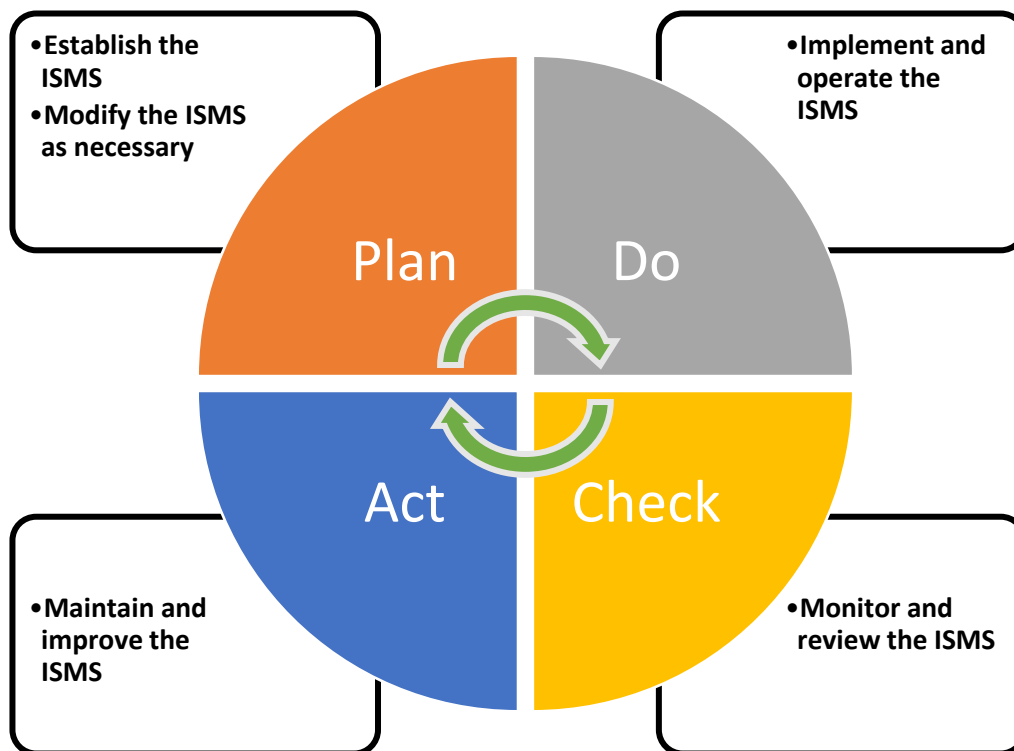 •Establish the
ISMS
•Modify the ISMS
as necessary
•Implement and
operate the
ISMS
Plan
Do
Act
Check
•Maintain and
improve the
ISMS
•Monitor and
review the ISMS